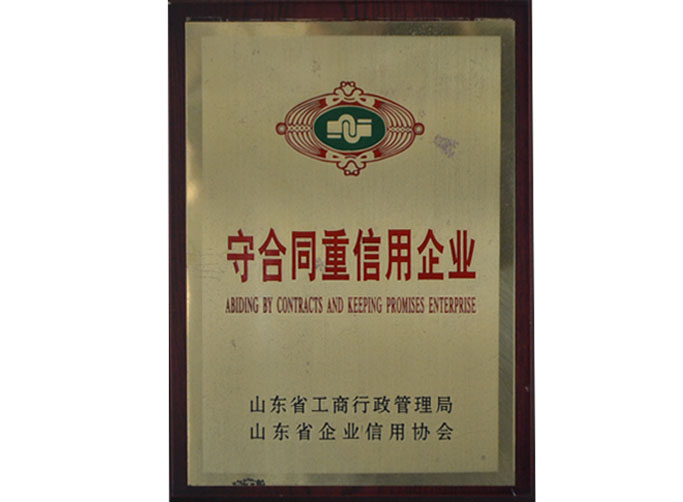 守合同重信用企业
ABIDING BY CONTRACTS AND KEEPING PROMISES ENTERPRISE
山东省工商行政管理局
山东省企业信用协会